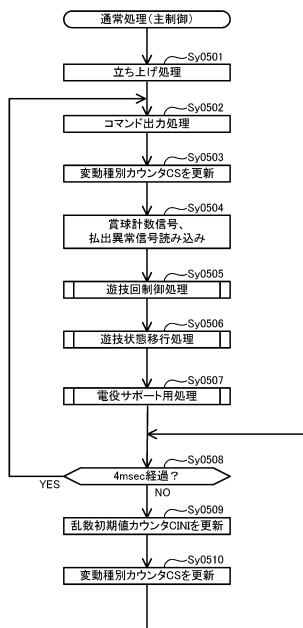 通常処理(主制御)
Sy0501
立ち上げ処理
Sy0502
コマンド出力処理
Sy0503
変動種別カウンタCSを更新
Sy0504
賞球計数信号、
払出異常信号読み込み
Sy0505
遊技回制御処理
Sy0506
遊技状態移行処理
Sy0507
電役サポート用処理
Sy0508
4msec経過?
YES
NO
Sy0509
乱数初期値カウンタCINIを更新
Sy0510
変動種別カウンタCSを更新